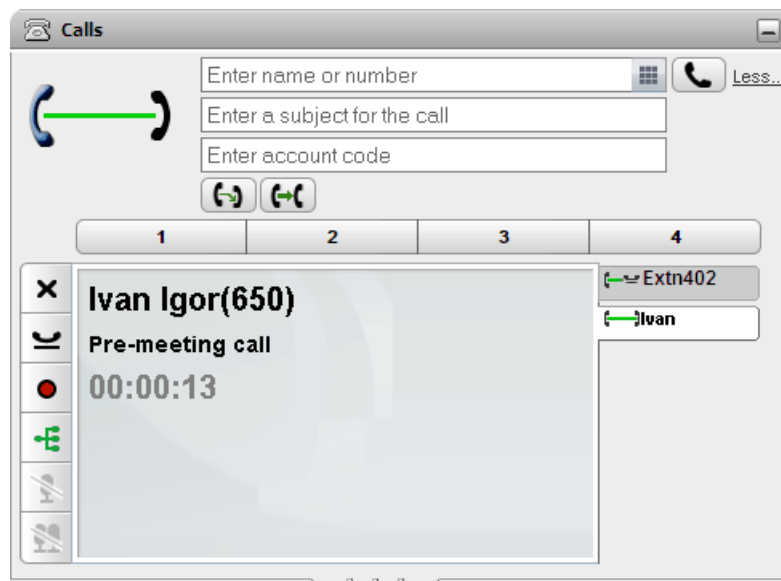 Calls
Enter name or number
Less...
Enter a subject for the call
Enter account code
1 2 3 4
Ivan Igor(650)
Pre-meeting call
00:00:13
Extn402
Ivan